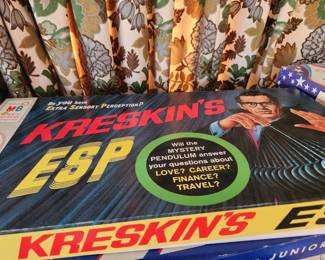 Do YOU have
EXTRA SENSORY PERCEPTION?
MB
KRESKIN'S
ESP
Will the
MYSTERY
PENDULUM answer
your questions about
LOVE? CAREER?
FINANCE?
TRAVEL?
KRESKIN'S ES
JUNIOR